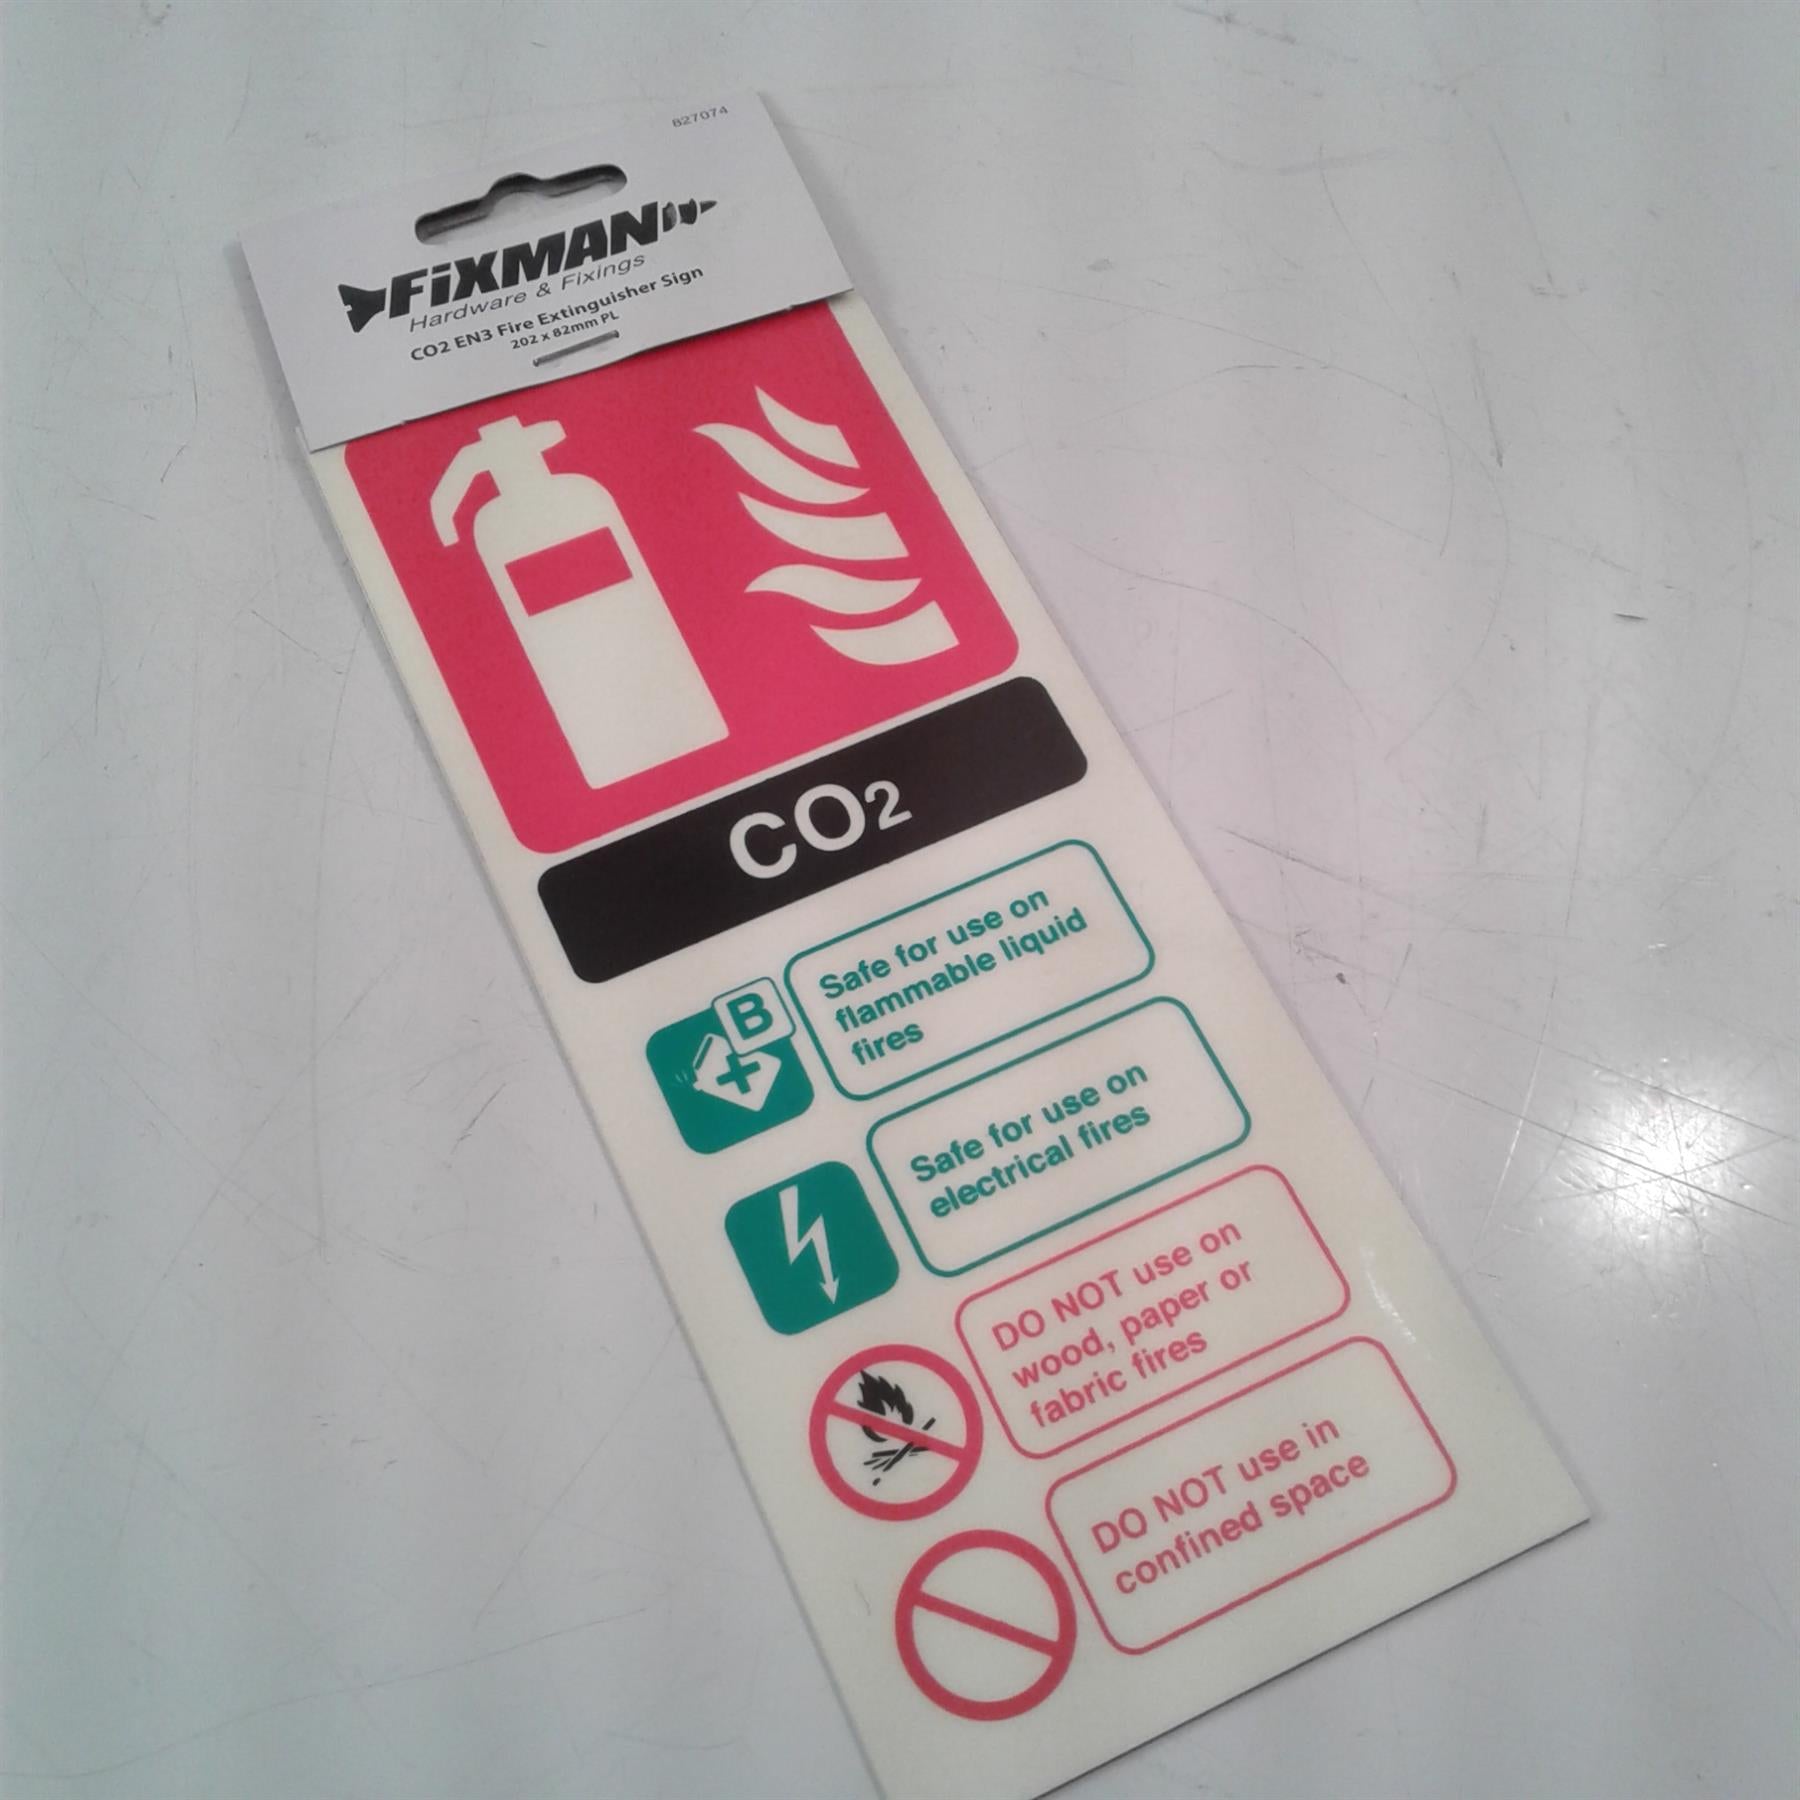 827074
FiXMAN
Hardware & Fixings
CO2 EN3 Fire Extinguisher Sign
202 x 82mm PL
CO2
B
Safe for use on
flammable liquid
fires
Safe for use on
electrical fires
DO NOT use on
wood, paper or
fabric fires
DO NOT use in
confined space